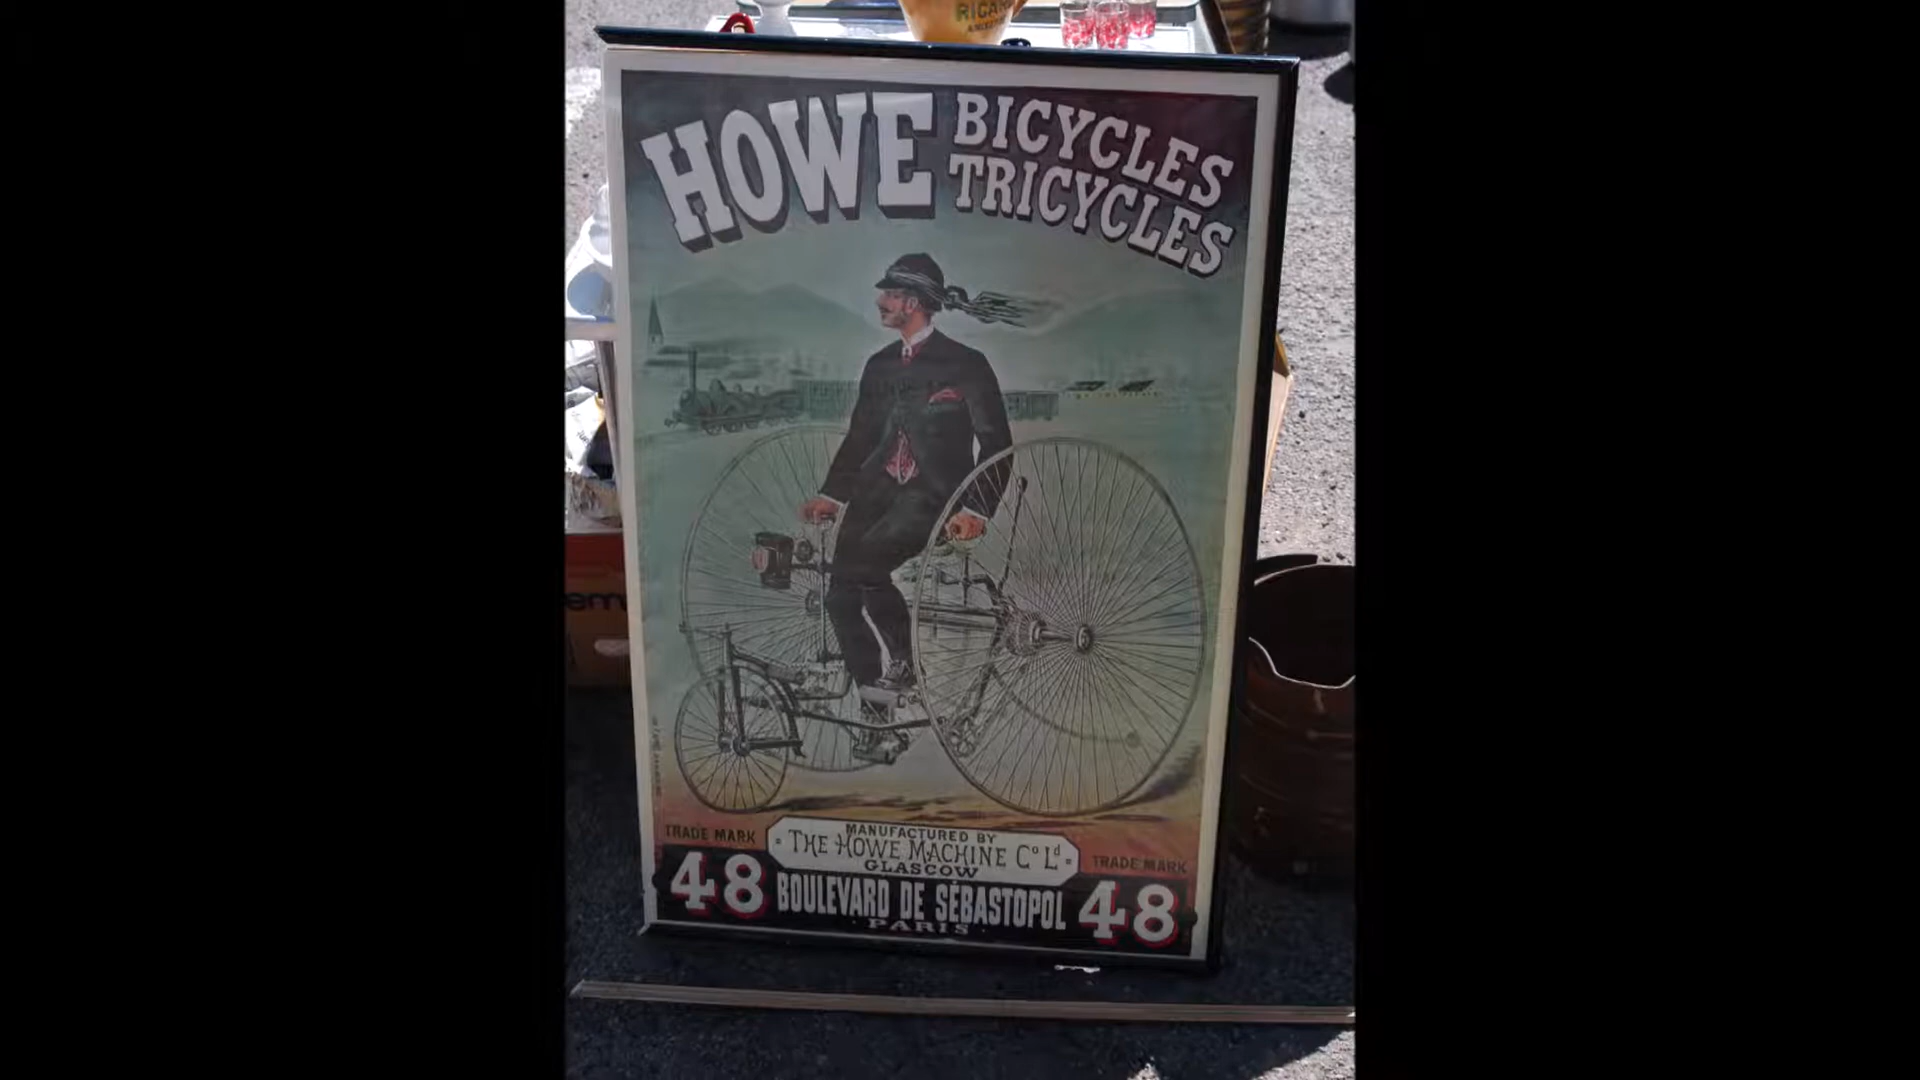 RICARD
HOWE BICYCLES
TRICYCLES
TRADE MARK
MANUFACTURED BY
THE HOWE MACHINE Co Ld
GLASCOW
TRADE MARK
48 BOULEVARD DE SÉBASTOPOL 48
PARIS